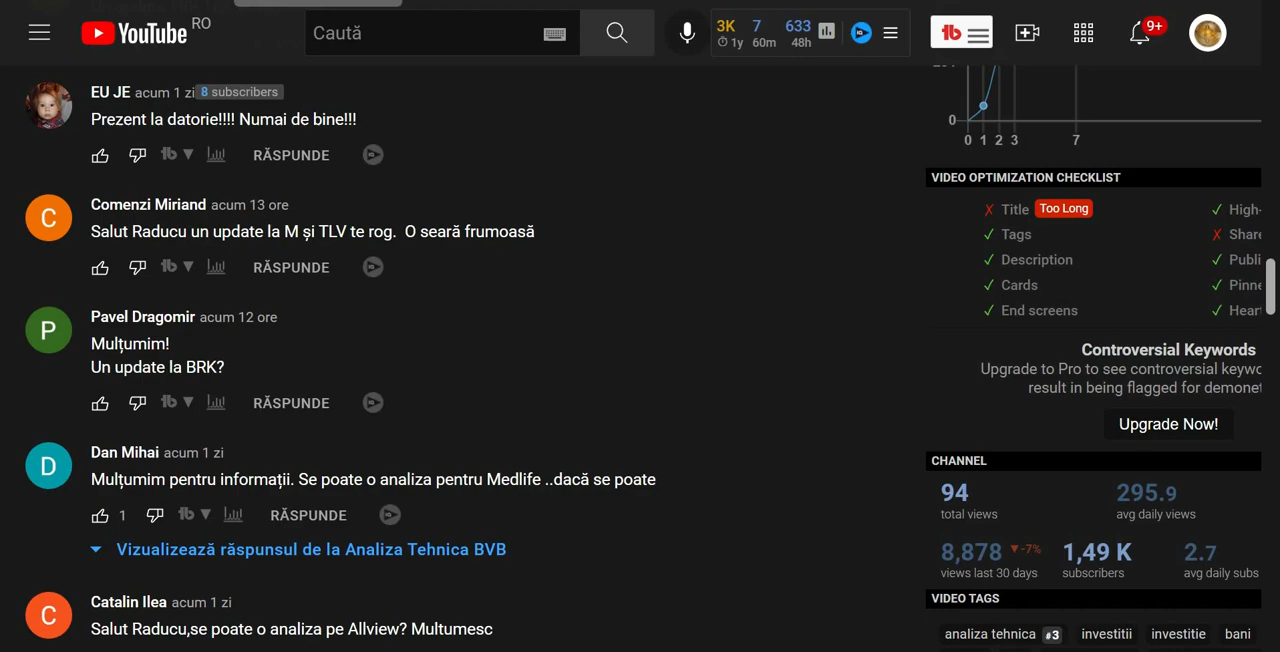 YouTube RO
Caută
3K 7 633
1y 60m 48h
9+
EU JE acum 1 zi 8 subscribers
Prezent la datorie!!!! Numai de bine!!!
RĂSPUNDE
C
Comenzi Miriand acum 13 ore
Salut Raducu un update la M și TLV te rog. O seară frumoasă
RĂSPUNDE
P
Pavel Dragomir acum 12 ore
Mulțumim!
Un update la BRK?
RĂSPUNDE
D
Dan Mihai acum 1 zi
Mulțumim pentru informații. Se poate o analiza pentru Medlife ..dacă se poate
1 RĂSPUNDE
Vizualizează răspunsul de la Analiza Tehnica BVB
C
Catalin Ilea acum 1 zi
Salut Raducu,se poate o analiza pe Allview? Multumesc
0
0 1 2 3 7
VIDEO OPTIMIZATION CHECKLIST
Title Too Long
High-
Tags
Share
Description
Publi
Cards
Pinne
End screens
Hear
Controversial Keywords
Upgrade to Pro to see controversial keywo
result in being flagged for demonet
Upgrade Now!
CHANNEL
94 295.9
total views avg daily views
8,878 -7% 1,49 K 2.7
views last 30 days subscribers avg daily subs
VIDEO TAGS
analiza tehnica #3 investitii investitie bani